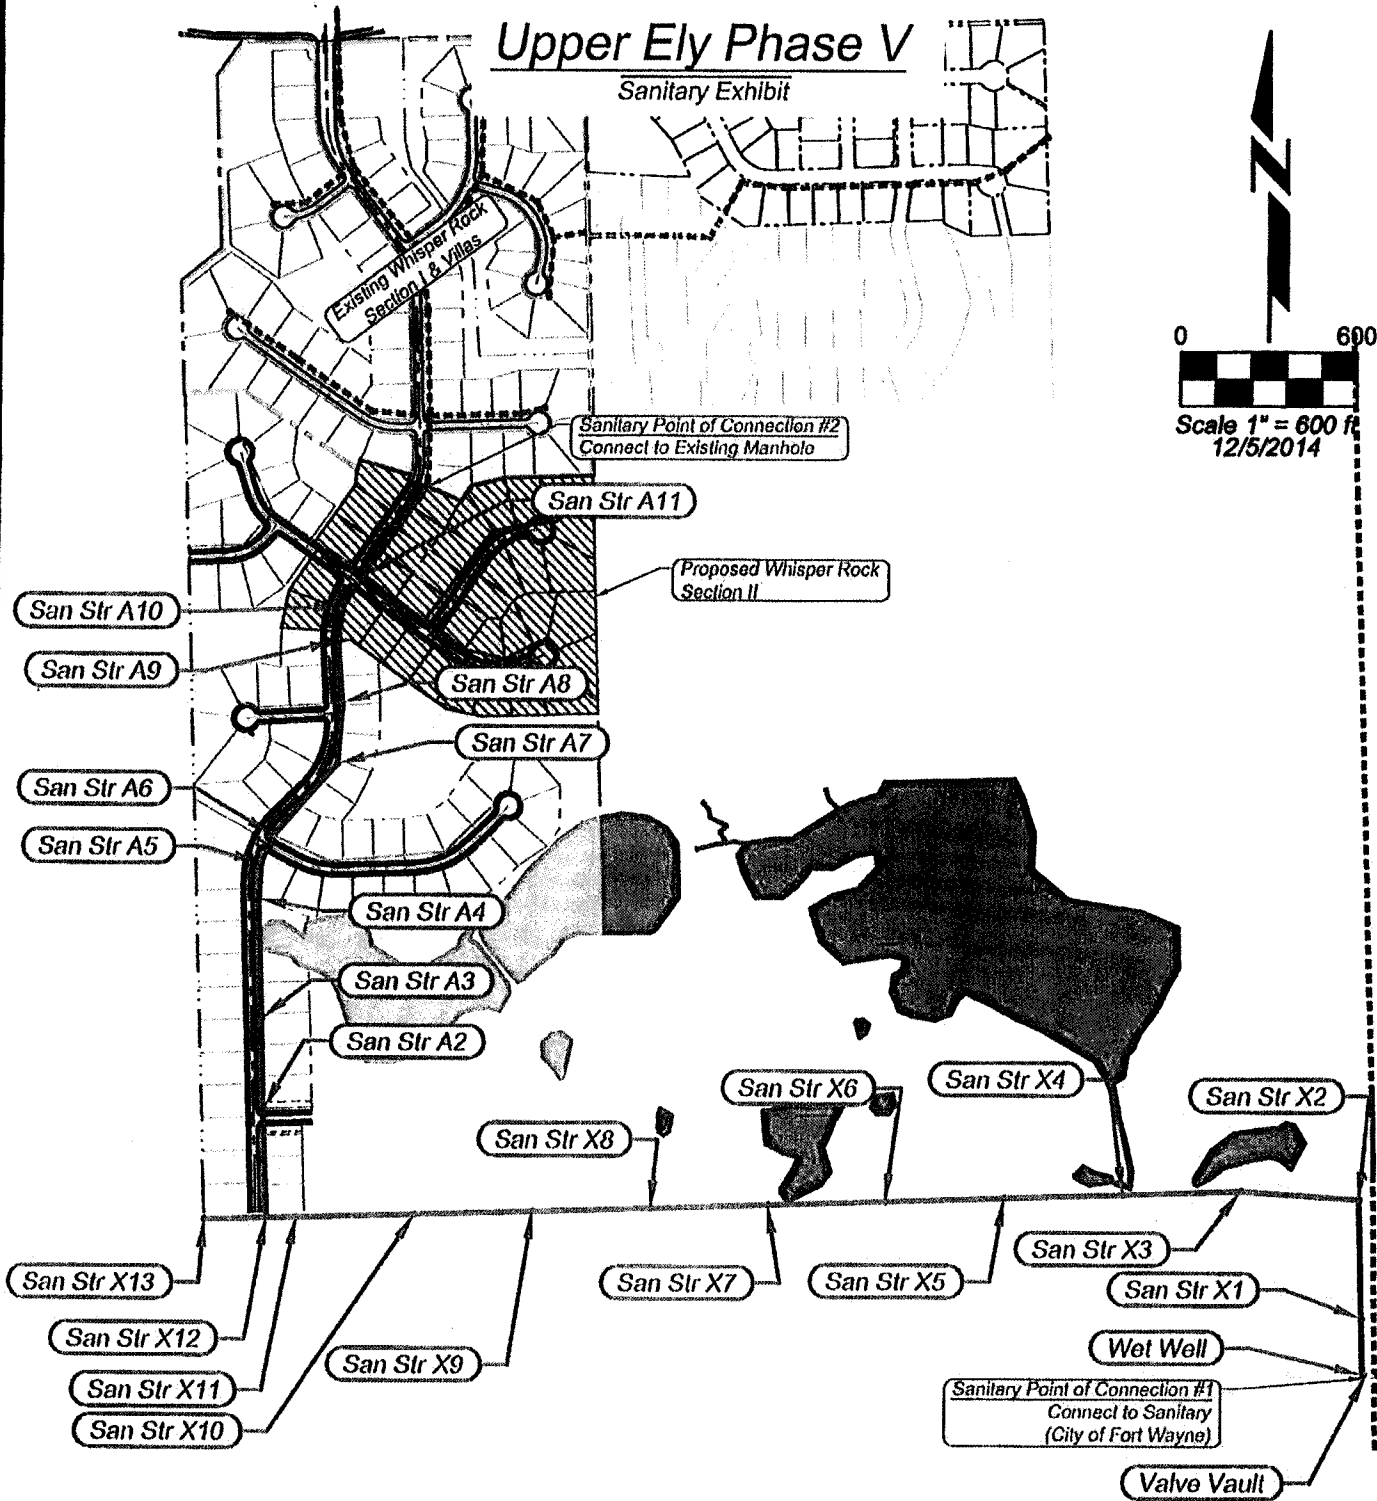 Upper Ely Phase V
Sanitary Exhibit
N
0 600
Scale 1" = 600 ft
12/5/2014
Existing Whisper Rock
Section I & Villas
Sanitary Point of Connection #2
Connect to Existing Manhole
San Str A11
Proposed Whisper Rock
Section II
San Str A10
San Str A9
San Str A8
San Str A7
San Str A6
San Str A5
San Str A4
San Str A3
San Str A2
San Str X6
San Str X4
San Str X2
San Str X8
San Str X3
San Str X13
San Str X7
San Str X5
San Str X1
San Str X12
Wet Well
San Str X9
San Str X11
Sanitary Point of Connection #1
Connect to Sanitary
(City of Fort Wayne)
San Str X10
Valve Vault